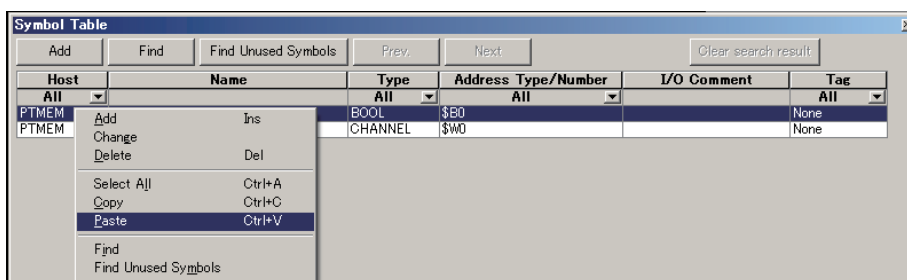 Symbol Table
Add Find Find Unused Symbols Prev. Next Clear search result
Host Name Type Address Type/Number I/O Comment Tag
All All All All
PTMEM BOOL $B0 None
PTMEM CHANNEL $W0 None
Add Ins
Change
Delete Del
Select All Ctrl+A
Copy Ctrl+C
Paste Ctrl+V
Find
Find Unused Symbols